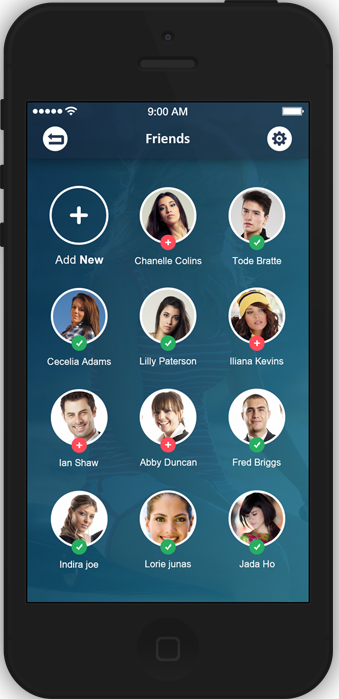 9:00 AM
Friends
Add New
Chanelle Colins
Tode Bratte
Cecelia Adams
Lilly Paterson
Iliana Kevins
Ian Shaw
Abby Duncan
Fred Briggs
Indira joe
Lorie junas
Jada Ho